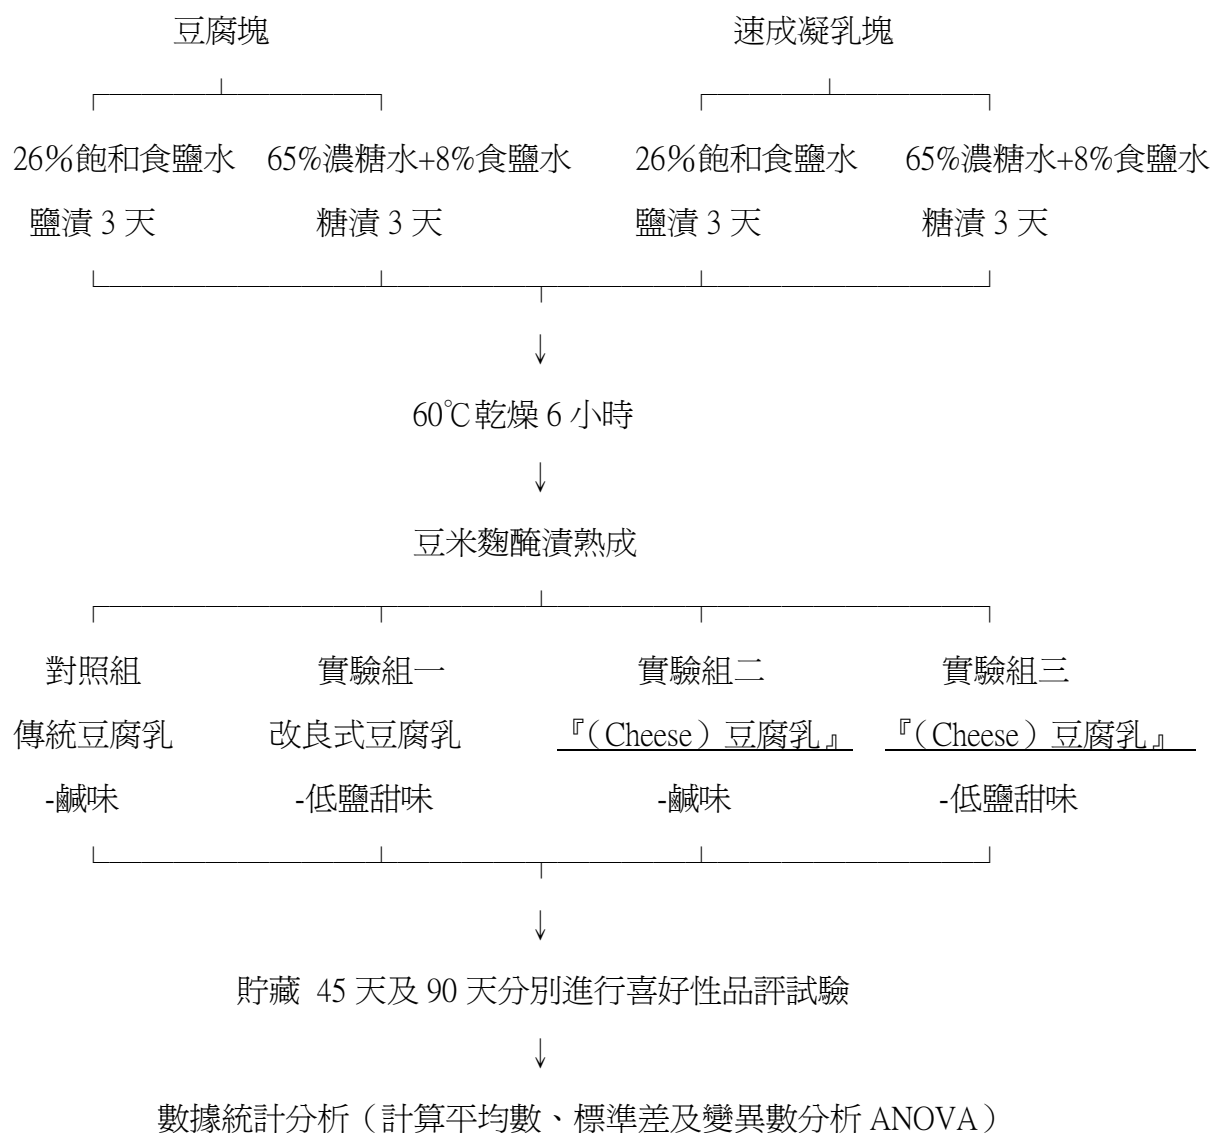 豆腐塊 速成凝乳塊
26%飽和食鹽水 65%濃糖水+8%食鹽水 26%飽和食鹽水 65%濃糖水+8%食鹽水
鹽漬 3 天 糖漬 3 天 鹽漬 3 天 糖漬 3 天
↓
60℃乾燥 6 小時
↓
豆米麴醃漬熟成
對照組 實驗組一 實驗組二 實驗組三
傳統豆腐乳 改良式豆腐乳 『（Cheese）豆腐乳』 『（Cheese）豆腐乳』
-鹹味 -低鹽甜味 -鹹味 -低鹽甜味
↓
貯藏 45 天及 90 天分別進行喜好性品評試驗
↓
數據統計分析（計算平均數、標準差及變異數分析 ANOVA）